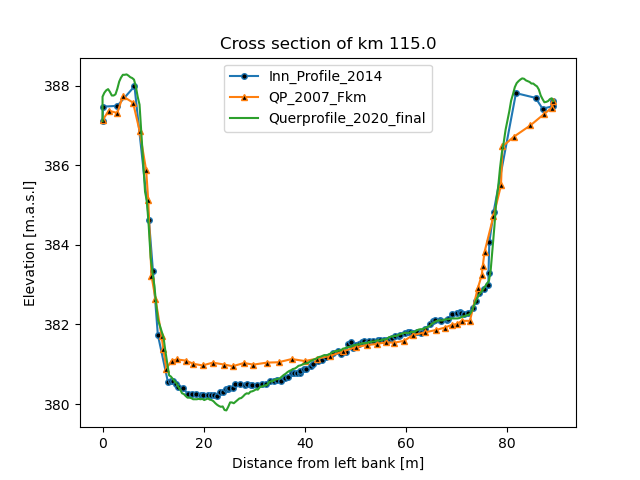 Cross section of km 115.0
Inn_Profile_2014
QP_2007_Fkm
Querprofile_2020_final
388
386
384
382
380
Elevation [m.a.s.l]
0 20 40 60 80
Distance from left bank [m]